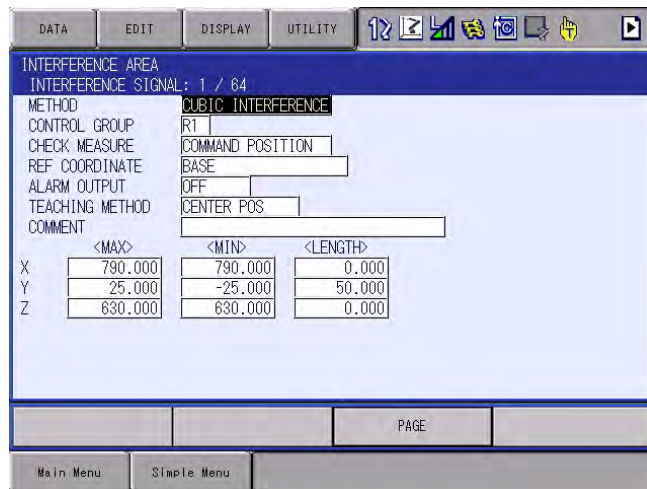 DATA EDIT DISPLAY UTILITY
INTERFERENCE AREA
INTERFERENCE SIGNAL: 1 / 64
METHOD CUBIC INTERFERENCE
CONTROL GROUP R1
CHECK MEASURE COMMAND POSITION
REF COORDINATE BASE
ALARM OUTPUT OFF
TEACHING METHOD CENTER POS
COMMENT
<MAX> <MIN> <LENGTH>
X 790.000 790.000 0.000
Y 25.000 -25.000 50.000
Z 630.000 630.000 0.000
PAGE
Main Menu Simple Menu